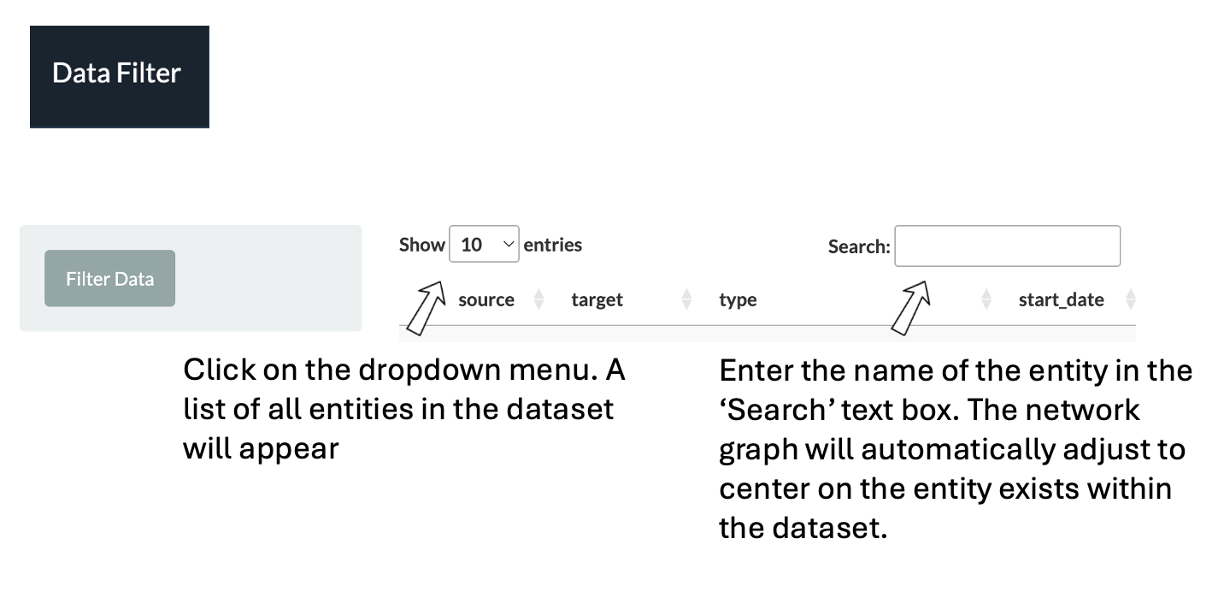 Data Filter
Filter Data
Show 10 entries
Search:
source target type start_date
Click on the dropdown menu. A
list of all entities in the dataset
will appear
Enter the name of the entity in the
‘Search’ text box. The network
graph will automatically adjust to
center on the entity exists within
the dataset.